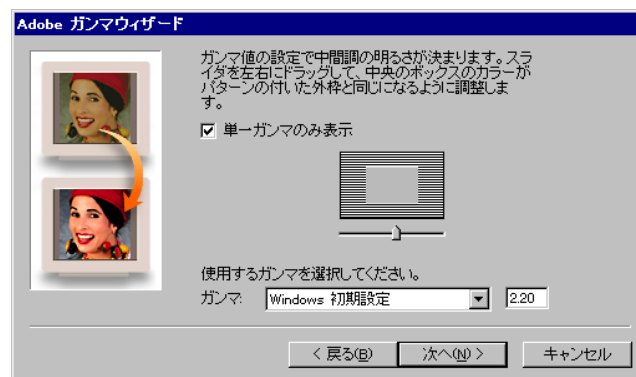 Adobe ガンマウィザード
ガンマ値の設定で中間調の明るさが決まります。スラ
イダを左右にドラッグして、中央のボックスのカラーが
パターンの付いた外枠と同じになるように調整しま
す。
単一ガンマのみ表示
使用するガンマを選択してください。
ガンマ: Windows 初期設定 2.20
< 戻る(B) 次へ(N) > キャンセル